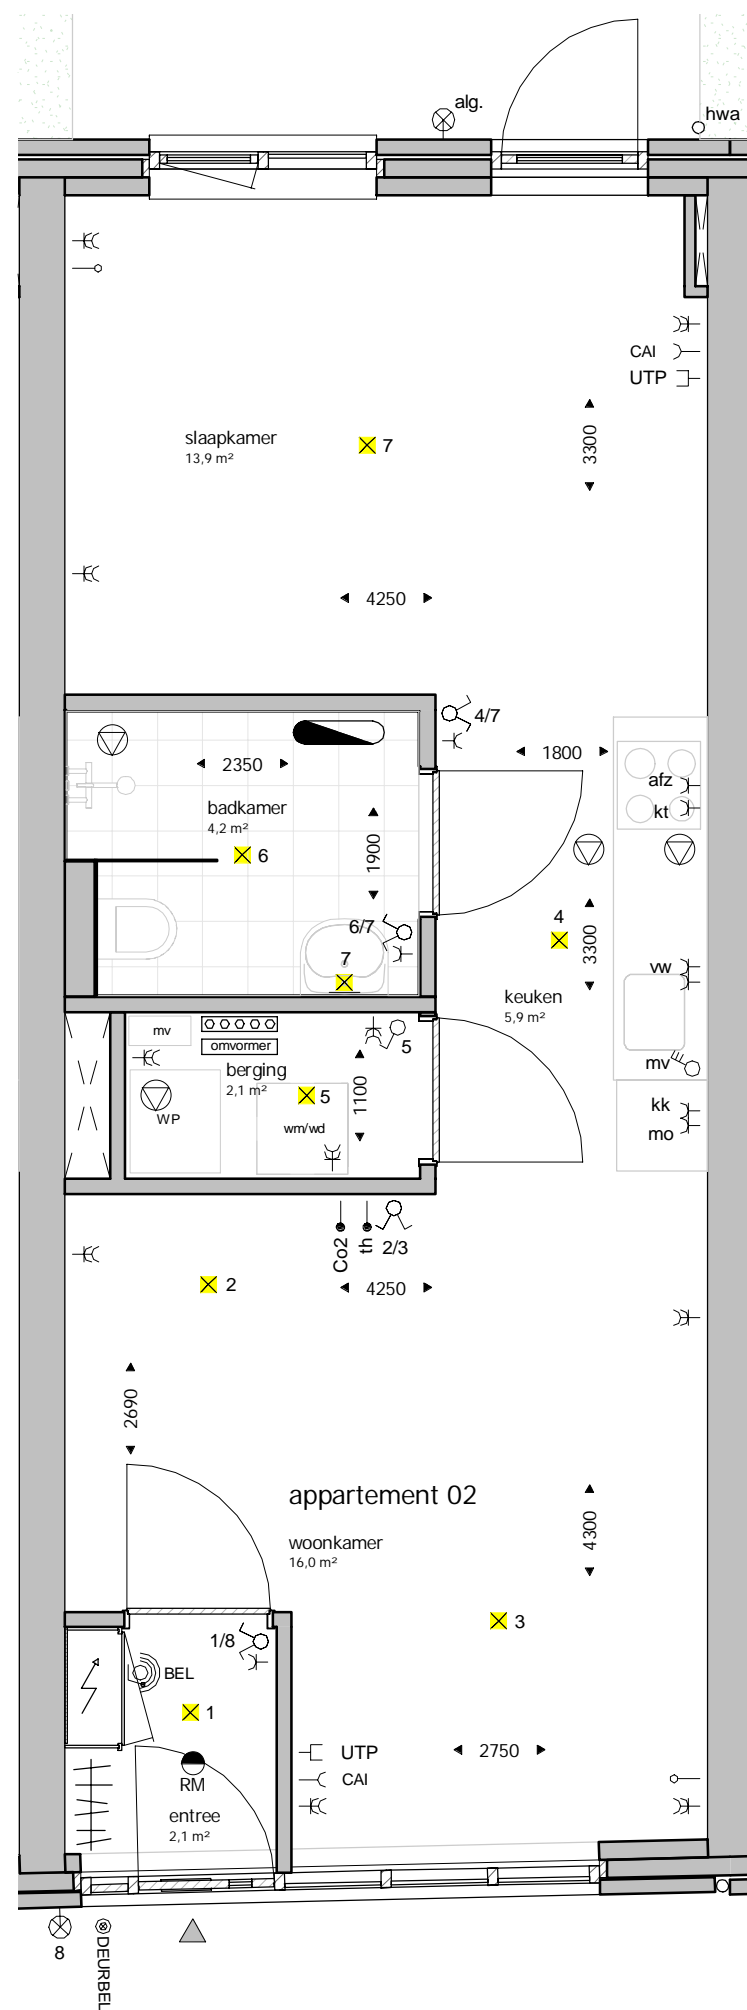 alg.
hwa
CAI
UTP
slaapkamer
13,9 m²
7
3300
4250
4/7
2350
1800
badkamer
4,2 m²
afz
kt
6
1900
6/7
7
4
3300
vw
keuken
5,9 m²
mv
omvormer
5
berging
2,1 m²
5
1100
WP
wm/wd
mv
kk
mo
Co2
th
2/3
2
4250
2690
appartement 02
4300
woonkamer
16,0 m²
3
1/8
BEL
1
UTP
2750
RM
CAI
entree
2,1 m²
8
DEURBEL